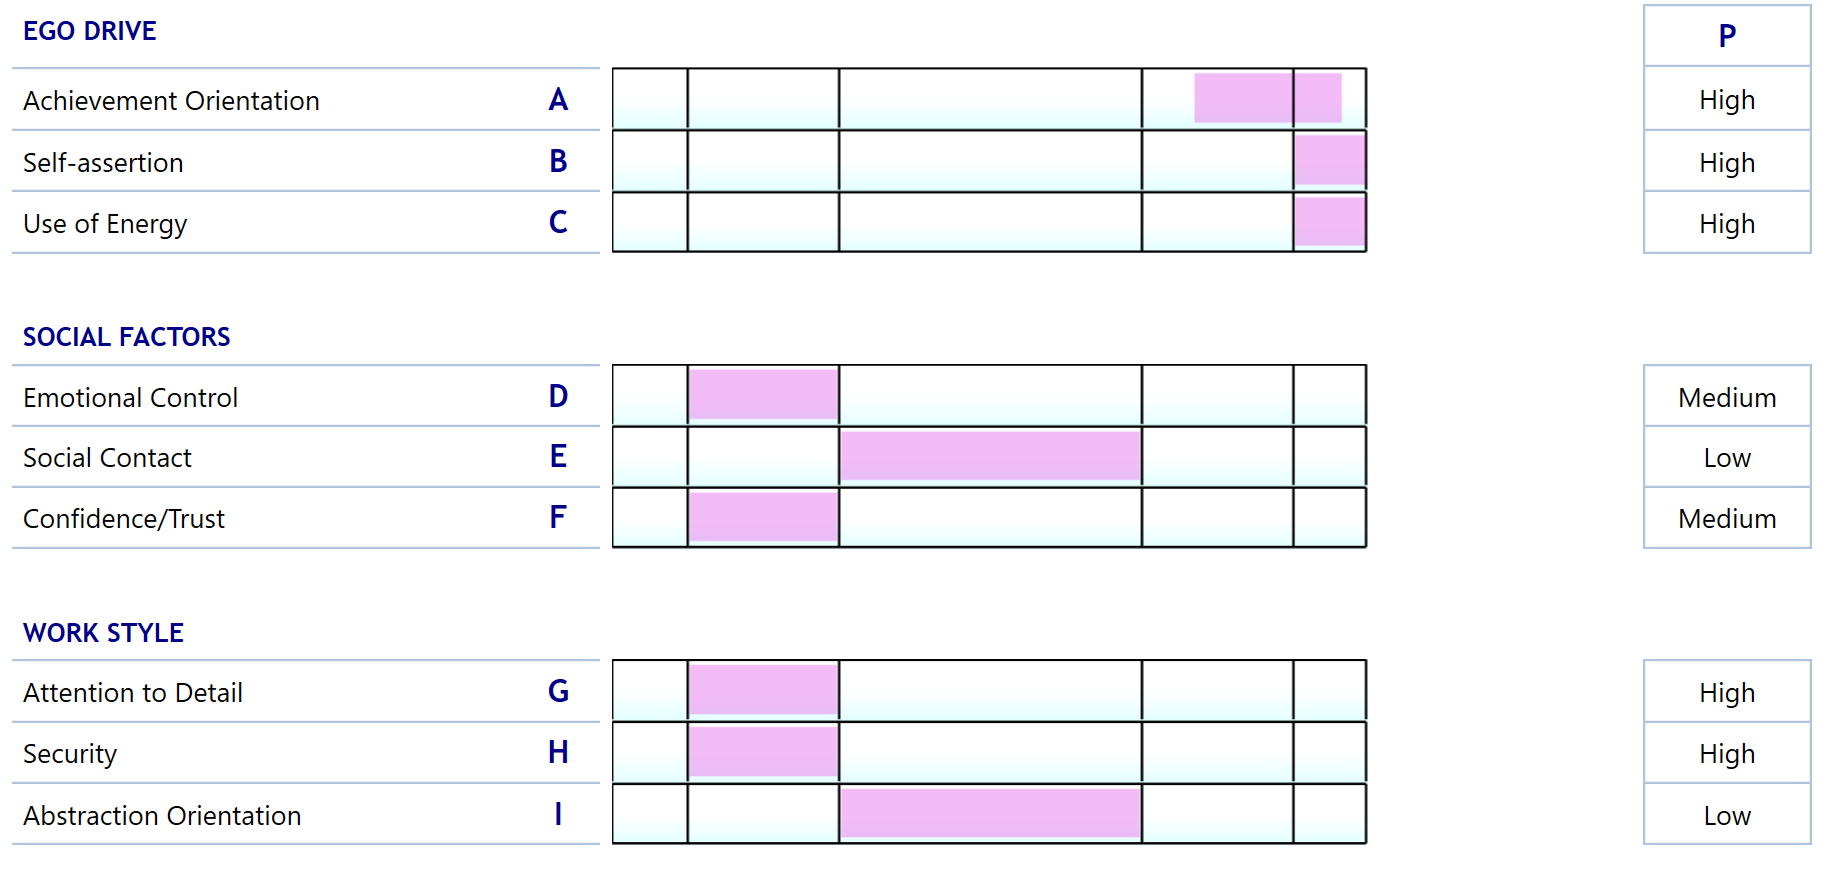 EGO DRIVE
P
Achievement Orientation A High
Self-assertion B High
Use of Energy C High
SOCIAL FACTORS
Emotional Control D Medium
Social Contact E Low
Confidence/Trust F Medium
WORK STYLE
Attention to Detail G High
Security H High
Abstraction Orientation I Low